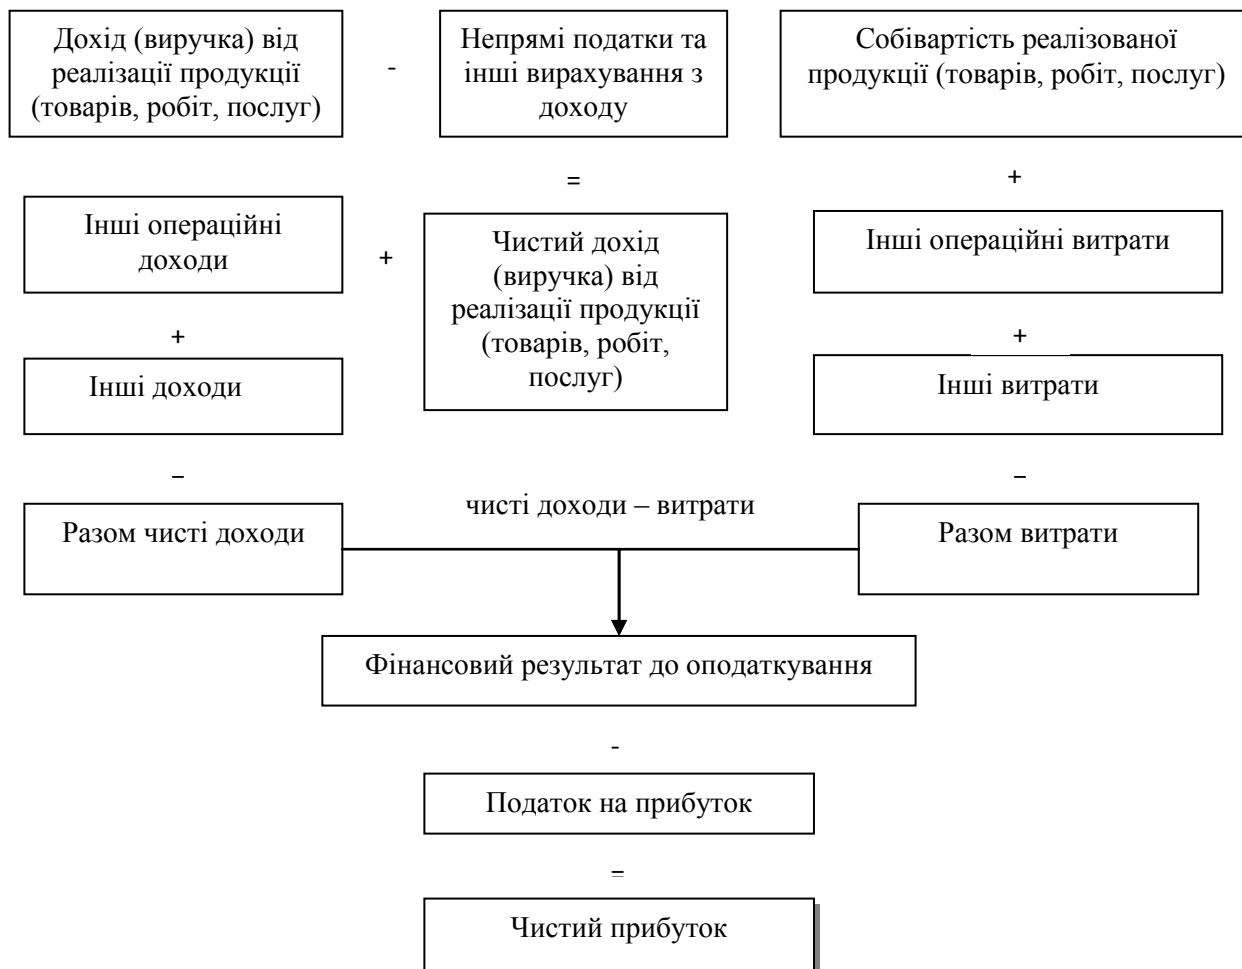 Дохід (виручка) від
реалізації продукції
(товарів, робіт, послуг)
-
Непрямі податки та
інші вирахування з
доходу
Собівартість реалізованої
продукції (товарів, робіт, послуг)
=
+
Інші операційні
доходи
+
Чистий дохід
(виручка) від
реалізації продукції
(товарів, робіт,
послуг)
Інші операційні витрати
+
+
Інші доходи
Інші витрати
=
=
чисті доходи – витрати
Разом чисті доходи
Разом витрати
Фінансовий результат до оподаткування
-
Податок на прибуток
=
Чистий прибуток